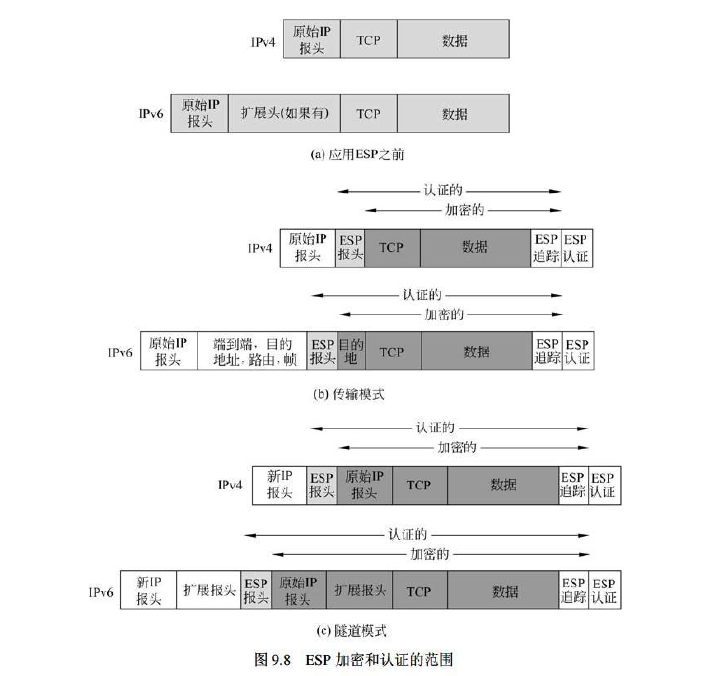 IPv4 原始IP报头 TCP 数据
IPv6 原始IP报头 扩展头(如果有) TCP 数据
(a) 应用ESP之前
认证的
加密的
IPv4 原始IP报头 ESP报头 TCP 数据 ESP追踪 ESP认证
认证的
加密的
IPv6 原始IP报头 端到端,目的地址,路由,帧 ESP报头 目的地 TCP 数据 ESP追踪 ESP认证
(b) 传输模式
认证的
加密的
IPv4 新IP报头 ESP报头 原始IP报头 TCP 数据 ESP追踪 ESP认证
认证的
加密的
IPv6 新IP报头 扩展报头 ESP报头 原始IP报头 扩展报头 TCP 数据 ESP追踪 ESP认证
(c) 隧道模式
图 9.8 ESP 加密和认证的范围